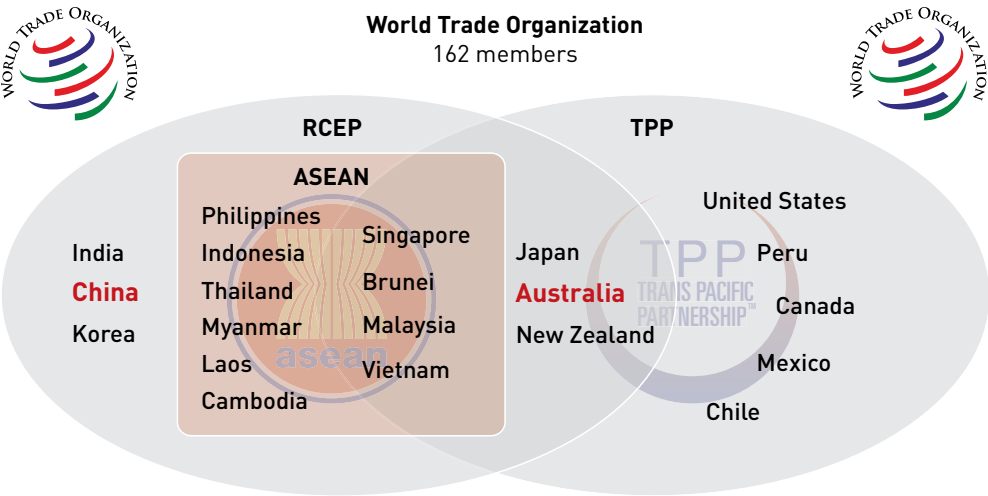 WORLD TRADE ORGANIZATION
World Trade Organization
162 members
WORLD TRADE ORGANIZATION
RCEP
TPP
ASEAN
Philippines
Indonesia
Thailand
Myanmar
Laos
Cambodia
Singapore
Brunei
Malaysia
Vietnam
asean
India
China
Korea
Japan
Australia
New Zealand
TPP
TRANS PACIFIC
PARTNERSHIP™
United States
Peru
Canada
Mexico
Chile